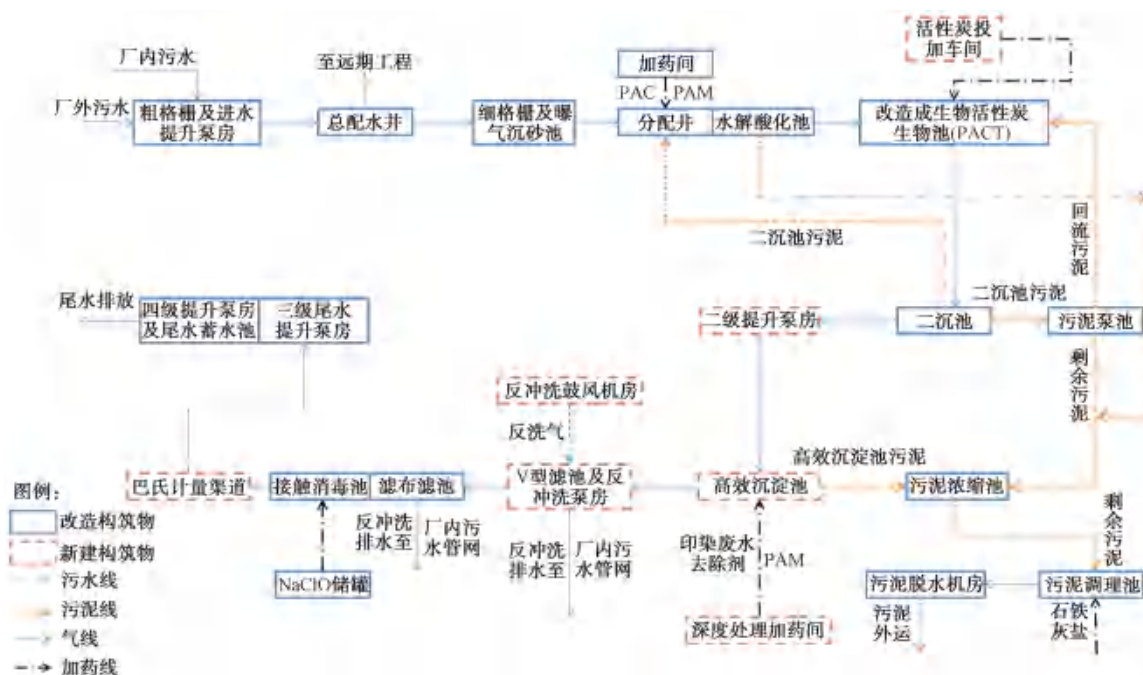 活性炭投
加车间
厂内污水
至远期工程
加药间
PAC
PAM
厂外污水
粗格栅及进水
提升泵房
总配水井
细格栅及曝
气沉砂池
分配井
水解酸化池
改造成生物活性炭
生物池(PACT)
二沉池污泥
回流污泥
尾水排放
四级提升泵房
及尾水蓄水池
三级尾水
提升泵房
二级提升泵房
二沉池
二沉池污泥
污泥泵池
剩余污泥
反冲洗鼓风机房
反洗气
高效沉淀池污泥
巴氏计量渠道
接触消毒池
滤布滤池
V型滤池及反
冲洗泵房
高效沉淀池
污泥浓缩池
反冲洗
排水至
厂内污
水管网
反冲洗
排水至
厂内污
水管网
印染废水
去除剂
PAM
剩余污泥
NaClO储罐
深度处理加药间
污泥脱水机房
污泥调理池
污泥
外运
石灰
铁盐
图例：
改造构筑物
新建构筑物
污水线
污泥线
气线
加药线